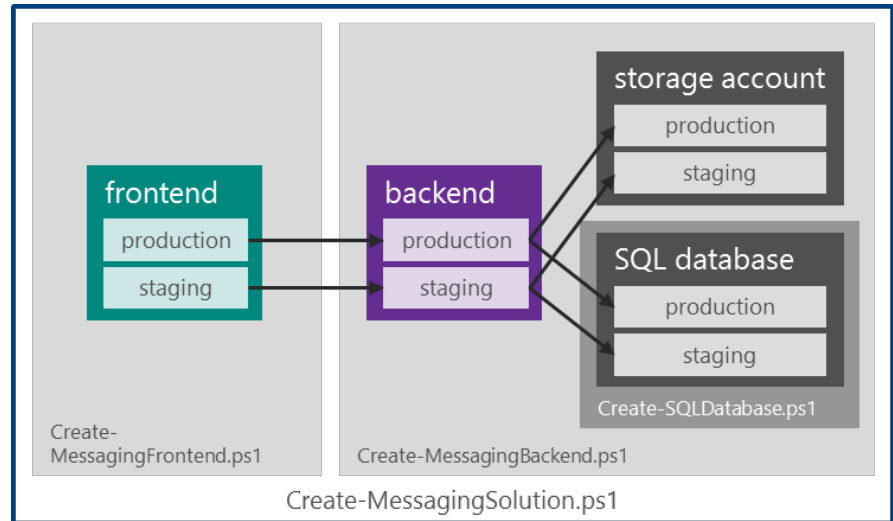 frontend
production
staging
Create-
MessagingFrontend.ps1
backend
production
staging
storage account
production
staging
SQL database
production
staging
Create-SQLDatabase.ps1
Create-MessagingBackend.ps1
Create-MessagingSolution.ps1